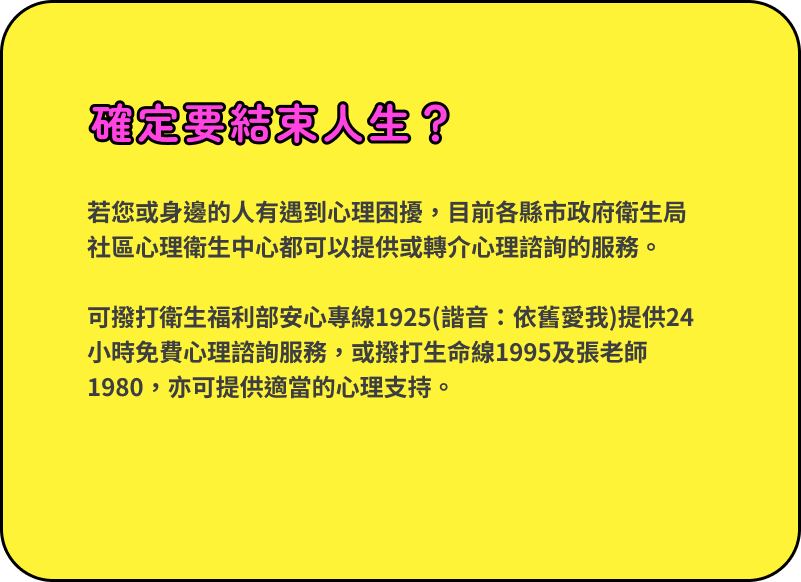 確定要結束人生？
若您或身邊的人有遇到心理困擾，目前各縣市政府衛生局
社區心理衛生中心都可以提供或轉介心理諮詢的服務。
可撥打衛生福利部安心專線1925(諧音：依舊愛我)提供24
小時免費心理諮詢服務，或撥打生命線1995及張老師
1980，亦可提供適當的心理支持。